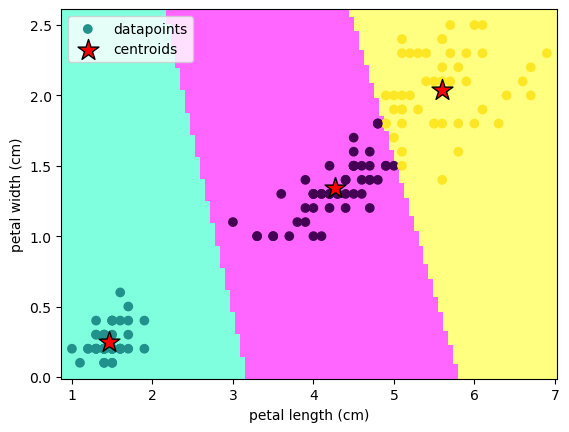 datapoints
centroids
petal width (cm)
2.5
2.0
1.5
1.0
0.5
0.0
1 2 3 4 5 6 7
petal length (cm)